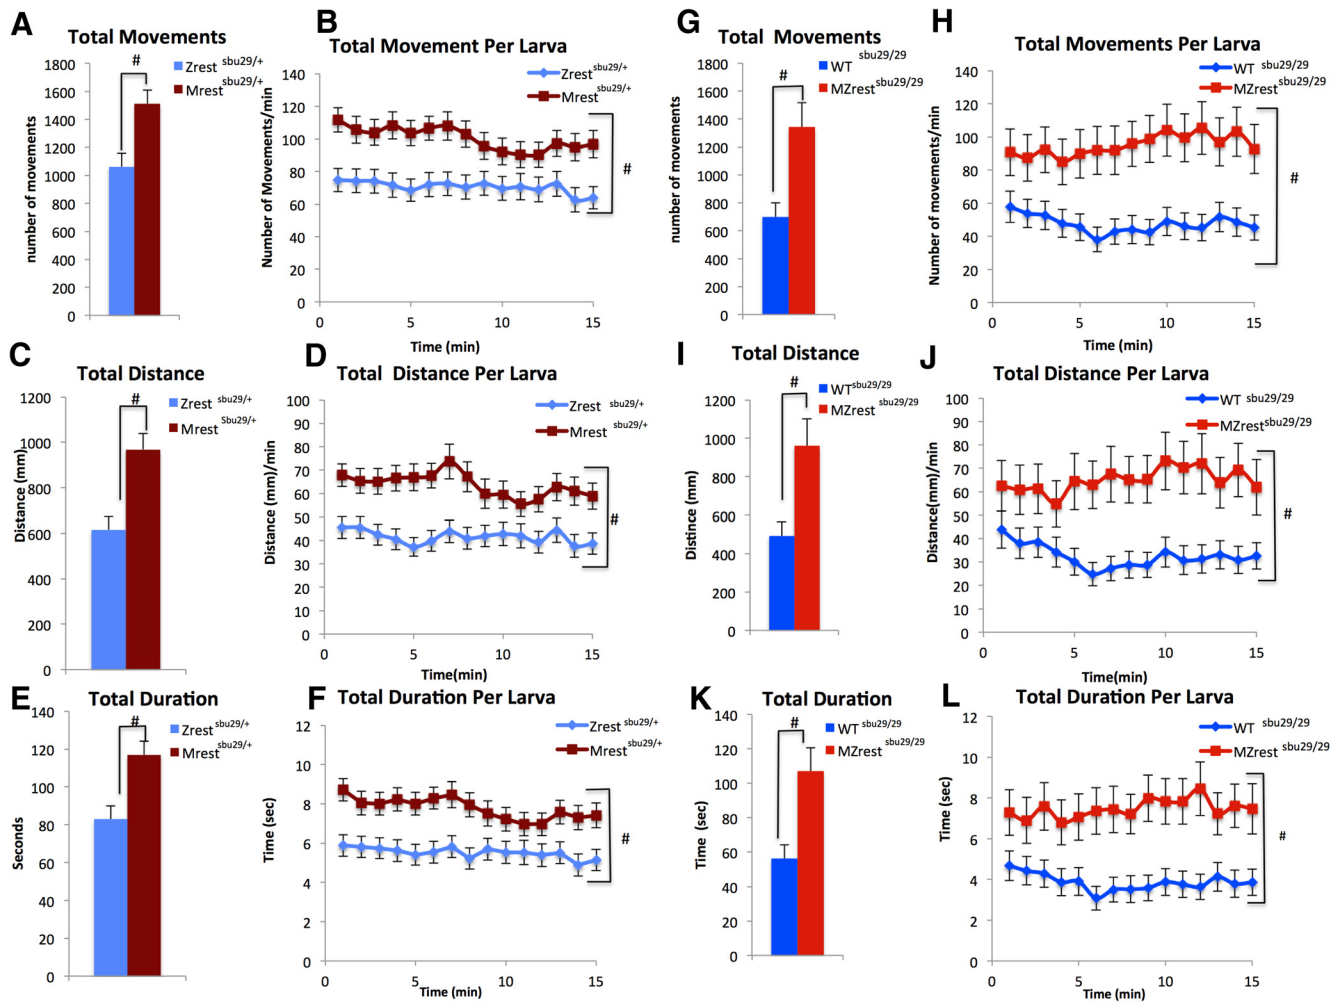 A
Total Movements
number of movements
1800
1600
1400
1200
1000
800
600
400
200
0
#
Zrest sbu29/+
Mrest sbu29/+
B
Total Movement Per Larva
Number of Movements/min
140
120
100
80
60
40
20
0
0 5 10 15
Time (min)
Zrest sbu29/+
Mrest sbu29/+
#
G
Total Movements
number of movements
1800
1600
1400
1200
1000
800
600
400
200
0
#
WT sbu29/29
MZrest sbu29/29
H
Total Movements Per Larva
Number of movements/min
140
120
100
80
60
40
20
0
0 5 10 15
Time (min)
WT sbu29/29
MZrest sbu29/29
#
C
Total Distance
Distance (mm)
1200
1000
800
600
400
200
0
#
Zrest sbu29/+
Mrest Sbu29/+
D
Total Distance Per Larva
Distance (mm)/min
100
90
80
70
60
50
40
30
20
10
0
0 5 10 15
Time(min)
Zrest sbu29/+
Mrest sbu29/+
#
I
Total Distance
Distince (mm)
1200
1000
800
600
400
200
0
#
WT sbu29/29
MZrest sbu29/29
J
Total Distance Per Larva
Distance(mm)/min
100
90
80
70
60
50
40
30
20
10
0
0 5 10 15
Time(min)
WT sbu29/29
MZrest sbu29/29
#
E
Total Duration
Seconds
140
120
100
80
60
40
20
0
#
Zrest sbu29/+
Mrest sbu29/+
F
Total Duration Per Larva
Time (sec)
12
10
8
6
4
2
0
0 5 10 15
Time (min)
Zrest sbu29/+
Mrest sbu29/+
#
K
Total Duration
Time (sec)
140
120
100
80
60
40
20
0
#
WT sbu29/29
MZrest sbu29/29
L
Total Duration Per Larva
Time (sec)
12
10
8
6
4
2
0
0 5 10 15
Time (min)
WT sbu29/29
MZrest sbu29/29
#